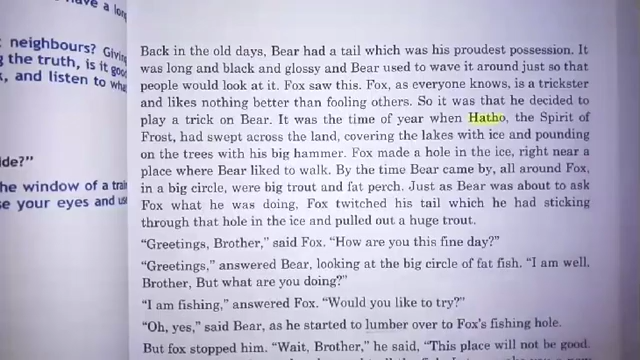 have a long
neighbours? Giving
g the truth, is it good
k, and listen to what
ide?"
he window of a train
se your eyes and use
Back in the old days, Bear had a tail which was his proudest possession. It
was long and black and glossy and Bear used to wave it around just so that
people would look at it. Fox saw this. Fox, as everyone knows, is a trickster
and likes nothing better than fooling others. So it was that he decided to
play a trick on Bear. It was the time of year when Hatho, the Spirit of
Frost, had swept across the land, covering the lakes with ice and pounding
on the trees with his big hammer. Fox made a hole in the ice, right near a
place where Bear liked to walk. By the time Bear came by, all around Fox,
in a big circle, were big trout and fat perch. Just as Bear was about to ask
Fox what he was doing, Fox twitched his tail which he had sticking
through that hole in the ice and pulled out a huge trout.
“Greetings, Brother,” said Fox. “How are you this fine day?”
“Greetings,” answered Bear, looking at the big circle of fat fish. “I am well,
Brother, But what are you doing?”
“I am fishing,” answered Fox. “Would you like to try?”
“Oh, yes,” said Bear, as he started to lumber over to Fox's fishing hole.
But fox stopped him. “Wait, Brother,” he said, “This place will not be good.